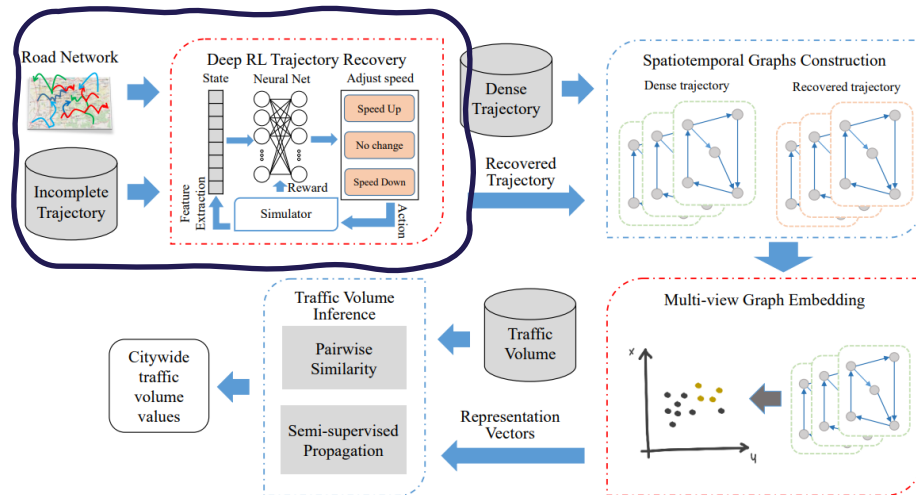 Road Network
Incomplete
Trajectory
Deep RL Trajectory Recovery
State
Neural Net
Adjust speed
Speed Up
No change
Speed Down
Reward
Feature
Extraction
Simulator
Action
Dense
Trajectory
Recovered
Trajectory
Spatiotemporal Graphs Construction
Dense trajectory
Recovered trajectory
Multi-view Graph Embedding
x
y
Traffic
Volume
Representation
Vectors
Traffic Volume
Inference
Pairwise
Similarity
Semi-supervised
Propagation
Citywide
traffic
volume
values